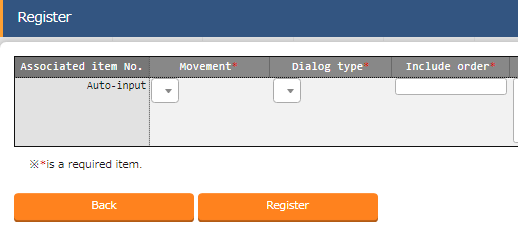 Register
Associated item No. Movement* Dialog type* Include order*
Auto-input
※*is a required item.
Back Register